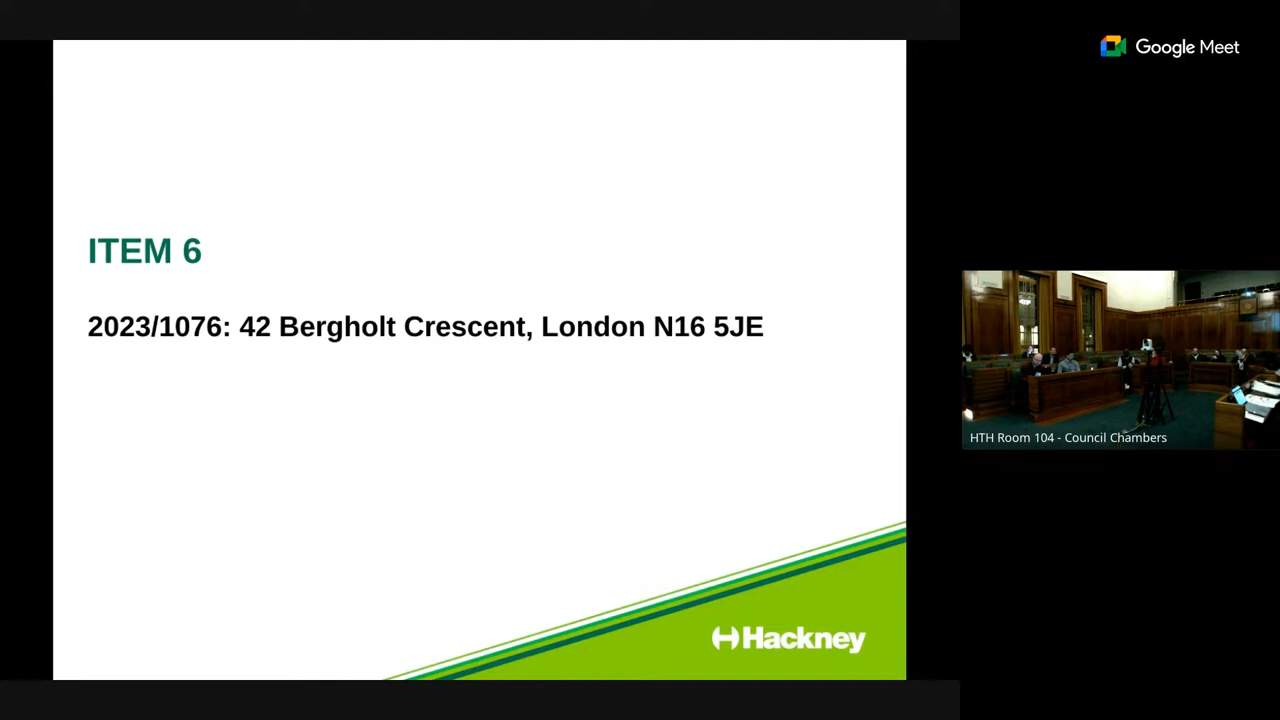 Google Meet
ITEM 6
2023/1076: 42 Bergholt Crescent, London N16 5JE
HTH Room 104 - Council Chambers
Hackney